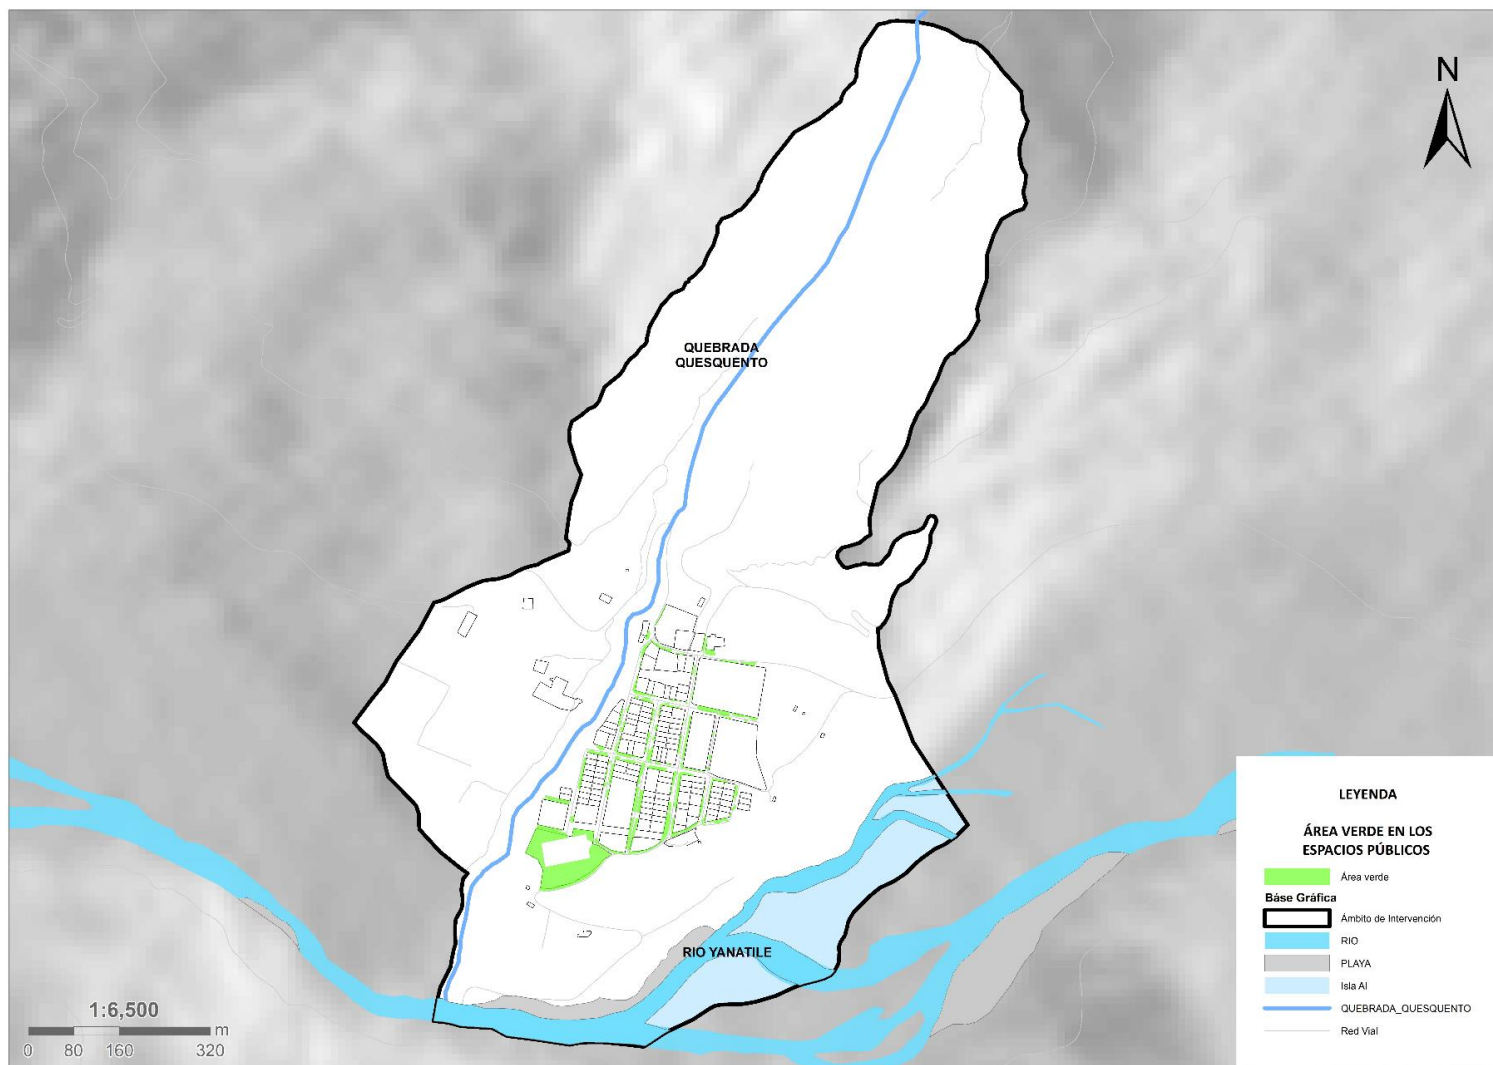 N
QUEBRADA
QUESQUENTO
RIO YANATILE
1:6,500
m
0 80 160 320
LEYENDA
ÁREA VERDE EN LOS
ESPACIOS PÚBLICOS
Área verde
Báse Gráfica
Ámbito de Intervención
RIO
PLAYA
Isla Al
QUEBRADA_QUESQUENTO
Red Vial